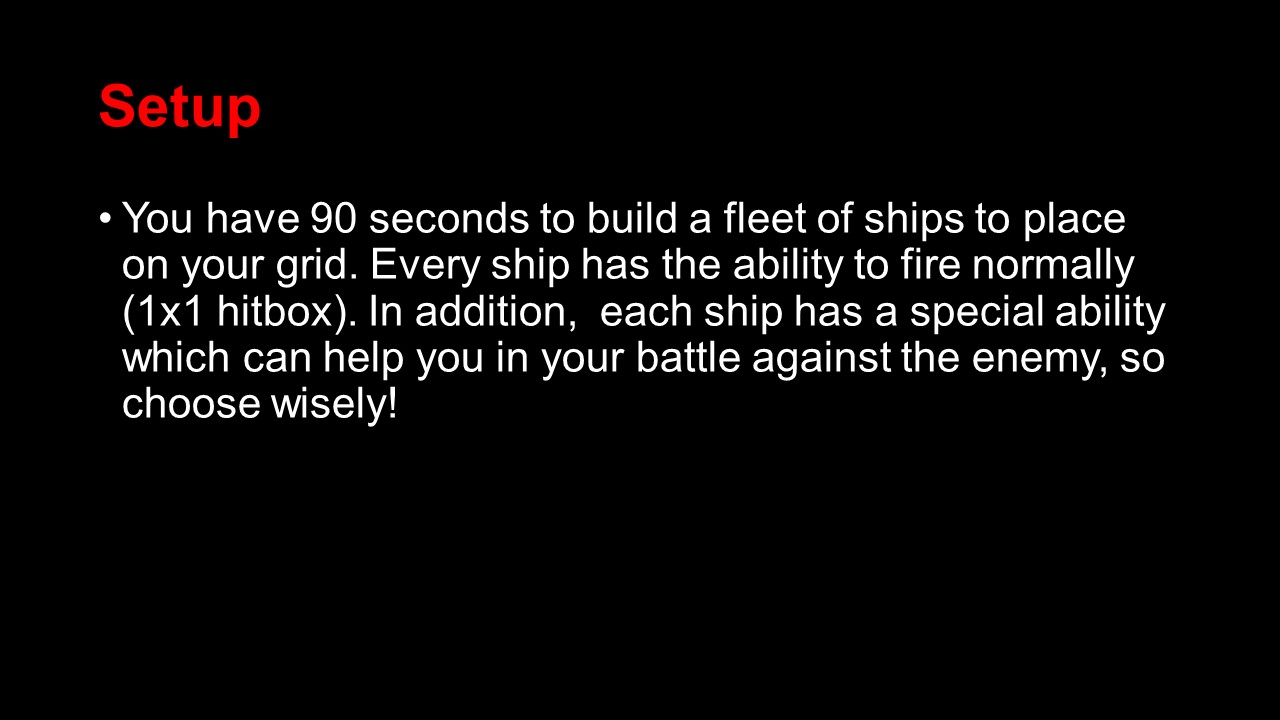 Setup
• You have 90 seconds to build a fleet of ships to place
on your grid. Every ship has the ability to fire normally
(1x1 hitbox). In addition,  each ship has a special ability
which can help you in your battle against the enemy, so
choose wisely!